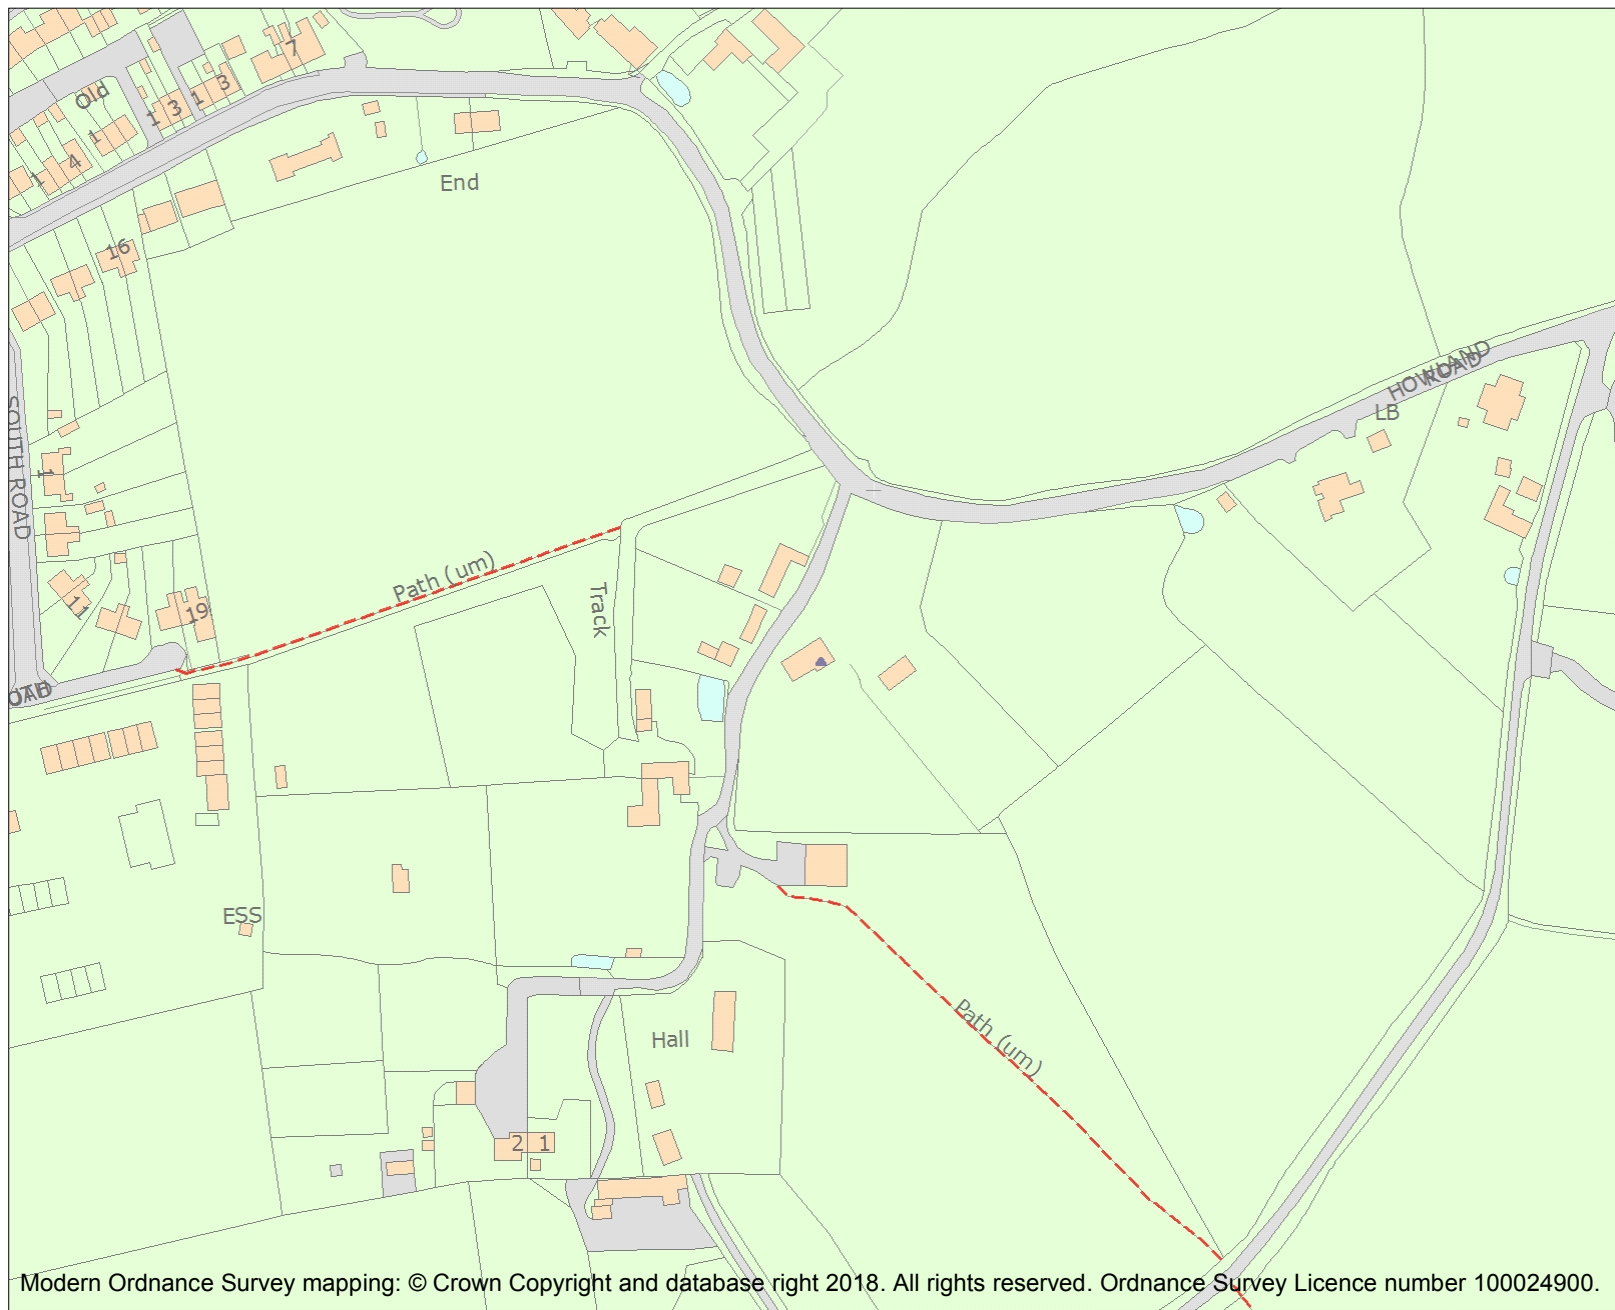 7
Old
1 3 1 3
1
1 4
End
16
HOWLAND
ROAD
LB
SOUTH ROAD
1
Path (um)
Track
11
19
ESS
Path (um)
Hall
2 1
Modern Ordnance Survey mapping: © Crown Copyright and database right 2018. All rights reserved. Ordnance Survey Licence number 100024900.